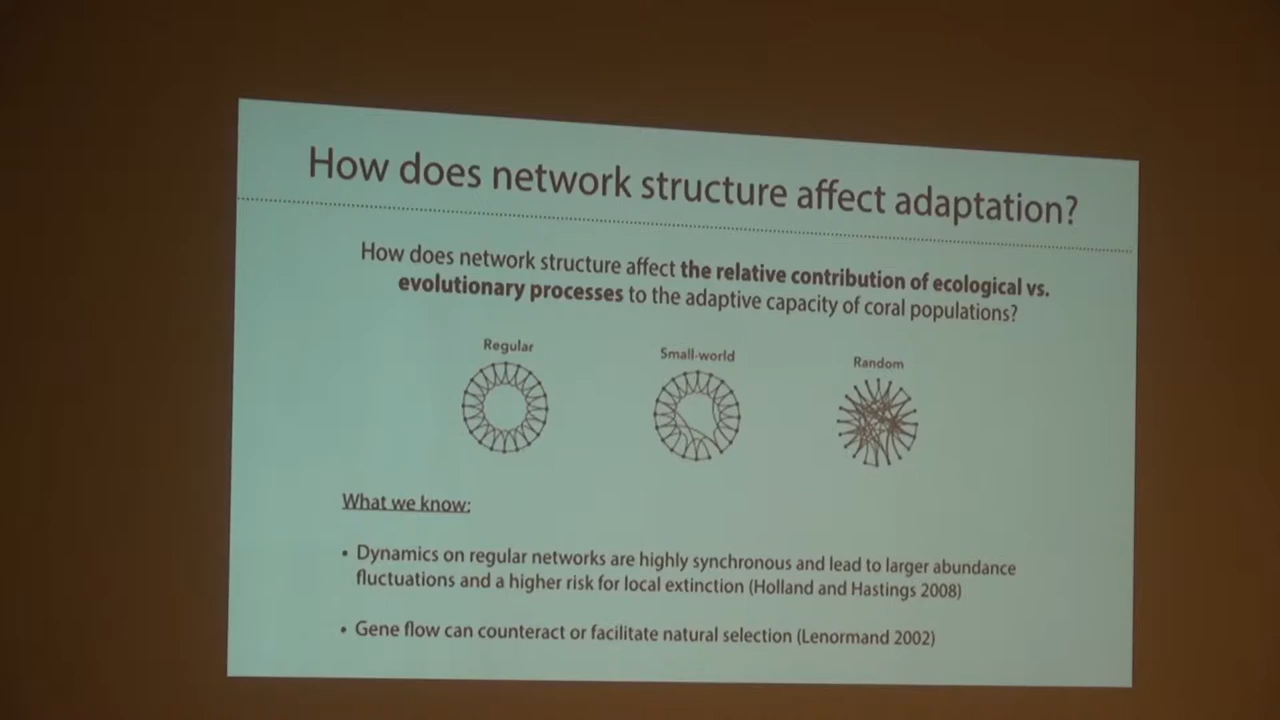 How does network structure affect adaptation?
How does network structure affect the relative contribution of ecological vs.
evolutionary processes to the adaptive capacity of coral populations?
Regular
Small-world
Random
What we know:
• Dynamics on regular networks are highly synchronous and lead to larger abundance
fluctuations and a higher risk for local extinction (Holland and Hastings 2008)
• Gene flow can counteract or facilitate natural selection (Lenormand 2002)